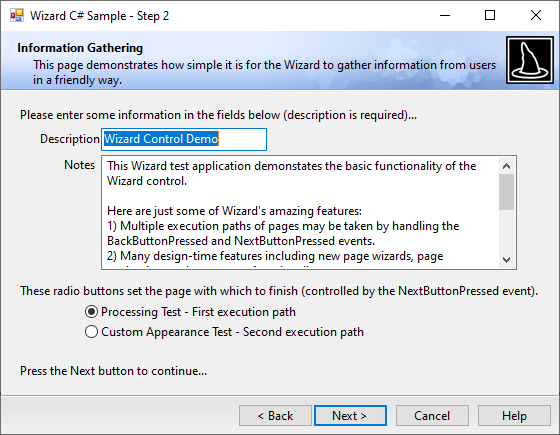 Wizard C# Sample - Step 2
Information Gathering
This page demonstrates how simple it is for the Wizard to gather information from users
in a friendly way.
Please enter some information in the fields below (description is required)...
Description Wizard Control Demo
Notes This Wizard test application demonstates the basic functionality of the
Wizard control.
Here are just some of Wizard's amazing features:
1) Multiple execution paths of pages may be taken by handling the
BackButtonPressed and NextButtonPressed events.
2) Many design-time features including new page wizards, page
These radio buttons set the page with which to finish (controlled by the NextButtonPressed event).
Processing Test - First execution path
Custom Appearance Test - Second execution path
Press the Next button to continue...
< Back Next > Cancel Help